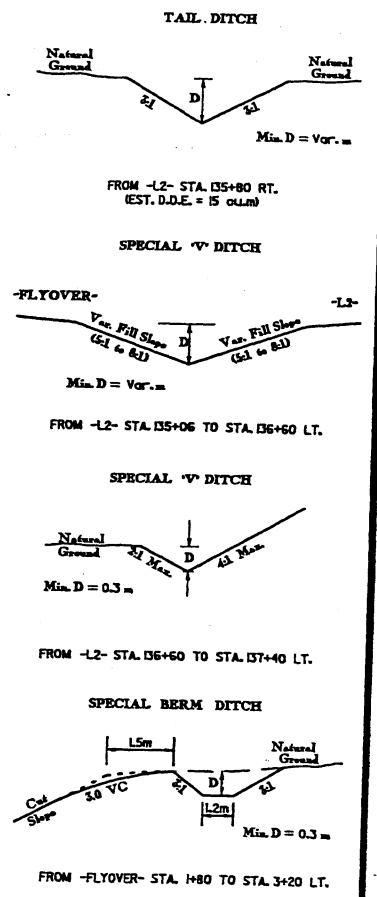 TAIL DITCH
Natural
Ground
Natural
Ground
D
3:1
3:1
Min. D = Var. m
FROM -L2- STA. 135+80 RT.
(EST. D.D.E. = 15 cu.m)
SPECIAL 'V' DITCH
-FLYOVER-
-L2-
Var. Fill Slope
(5:1 to 8:1)
D
Var. Fill Slope
(5:1 to 8:1)
Min. D = Var. m
FROM -L2- STA. 135+06 TO STA. 136+60 LT.
SPECIAL 'V' DITCH
Natural
Ground
2:1 Max.
D
4:1 Max.
Min. D = 0.3 m
FROM -L2- STA. 136+60 TO STA. 137+40 LT.
SPECIAL BERM DITCH
1.5m
Natural
Ground
Cut
Slope
3.0 VC
3:1
D
3:1
1.2m
Min. D = 0.3 m
FROM -FLYOVER- STA. 1+80 TO STA. 3+20 LT.